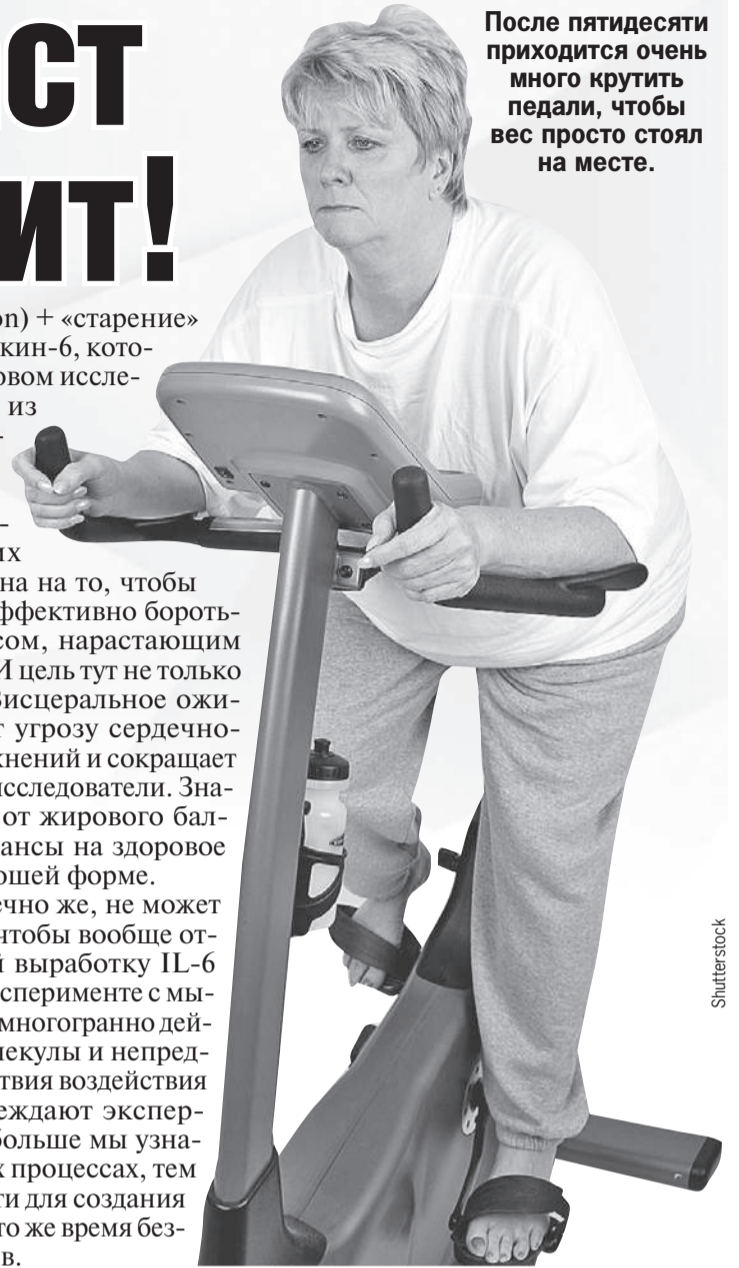 СТ
ИТ!
После пятидесяти
приходится очень
много крутить
педали, чтобы
вес просто стоял
на месте.
on) + «старение»
кин-6, кото-
овом иссле-
из
-
-
их
на на то, чтобы
ффективно бороть-
сом, нарастающим
И цель тут не только
Висцеральное ожи-
т угрозу сердечно-
жнений и сокращает
исследователи. Зна-
от жирового бал-
ансы на здоровое
ошей форме.
ечно же, не может
чтобы вообще от-
й выработку IL-6
сперименте с мы-
многогранно дей-
лекулы и непред-
твия воздействия
еждают экспер-
больше мы узна-
х процессах, тем
ти для создания
то же время без-
в.
Shutterstock